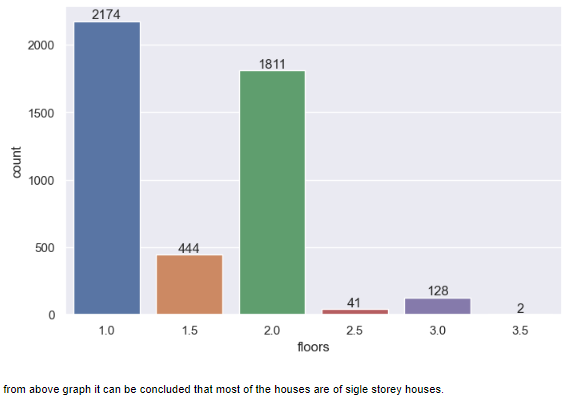 2174
2000
1811
1500
count
1000
500
444
128
41
2
0
1.0 1.5 2.0 2.5 3.0 3.5
floors
from above graph it can be concluded that most of the houses are of sigle storey houses.